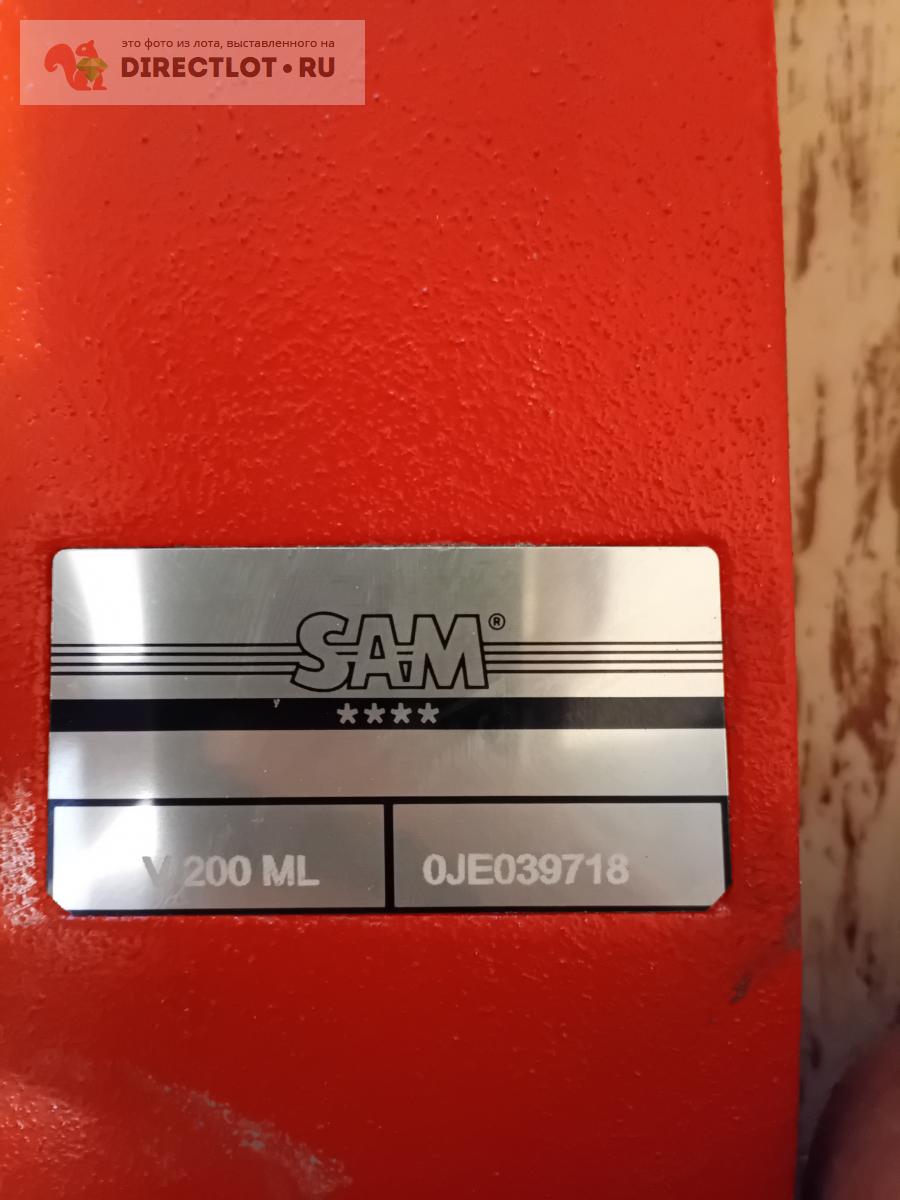 это фото из лота, выставленного на
DIRECTLOT•RU
SAM®
★★★★
V 200 ML
0JE039718